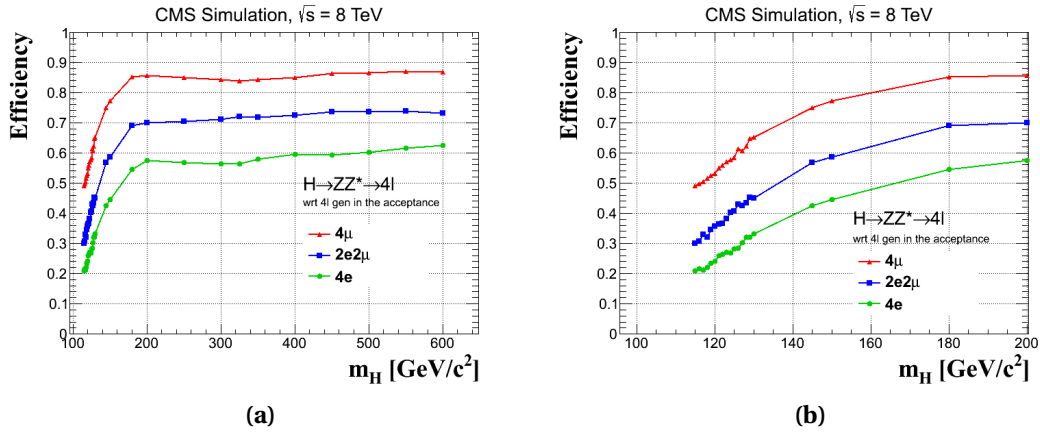 CMS Simulation, √s = 8 TeV
Efficiency
1
0.9
0.8
0.7
0.6
0.5
0.4
0.3
0.2
0.1
0
H→ZZ*→4l
wrt 4l gen in the acceptance
4μ
2e2μ
4e
100 200 300 400 500 600
m_H [GeV/c²]
(a)
CMS Simulation, √s = 8 TeV
Efficiency
1
0.9
0.8
0.7
0.6
0.5
0.4
0.3
0.2
0.1
0
H→ZZ*→4l
wrt 4l gen in the acceptance
4μ
2e2μ
4e
100 120 140 160 180 200
m_H [GeV/c²]
(b)